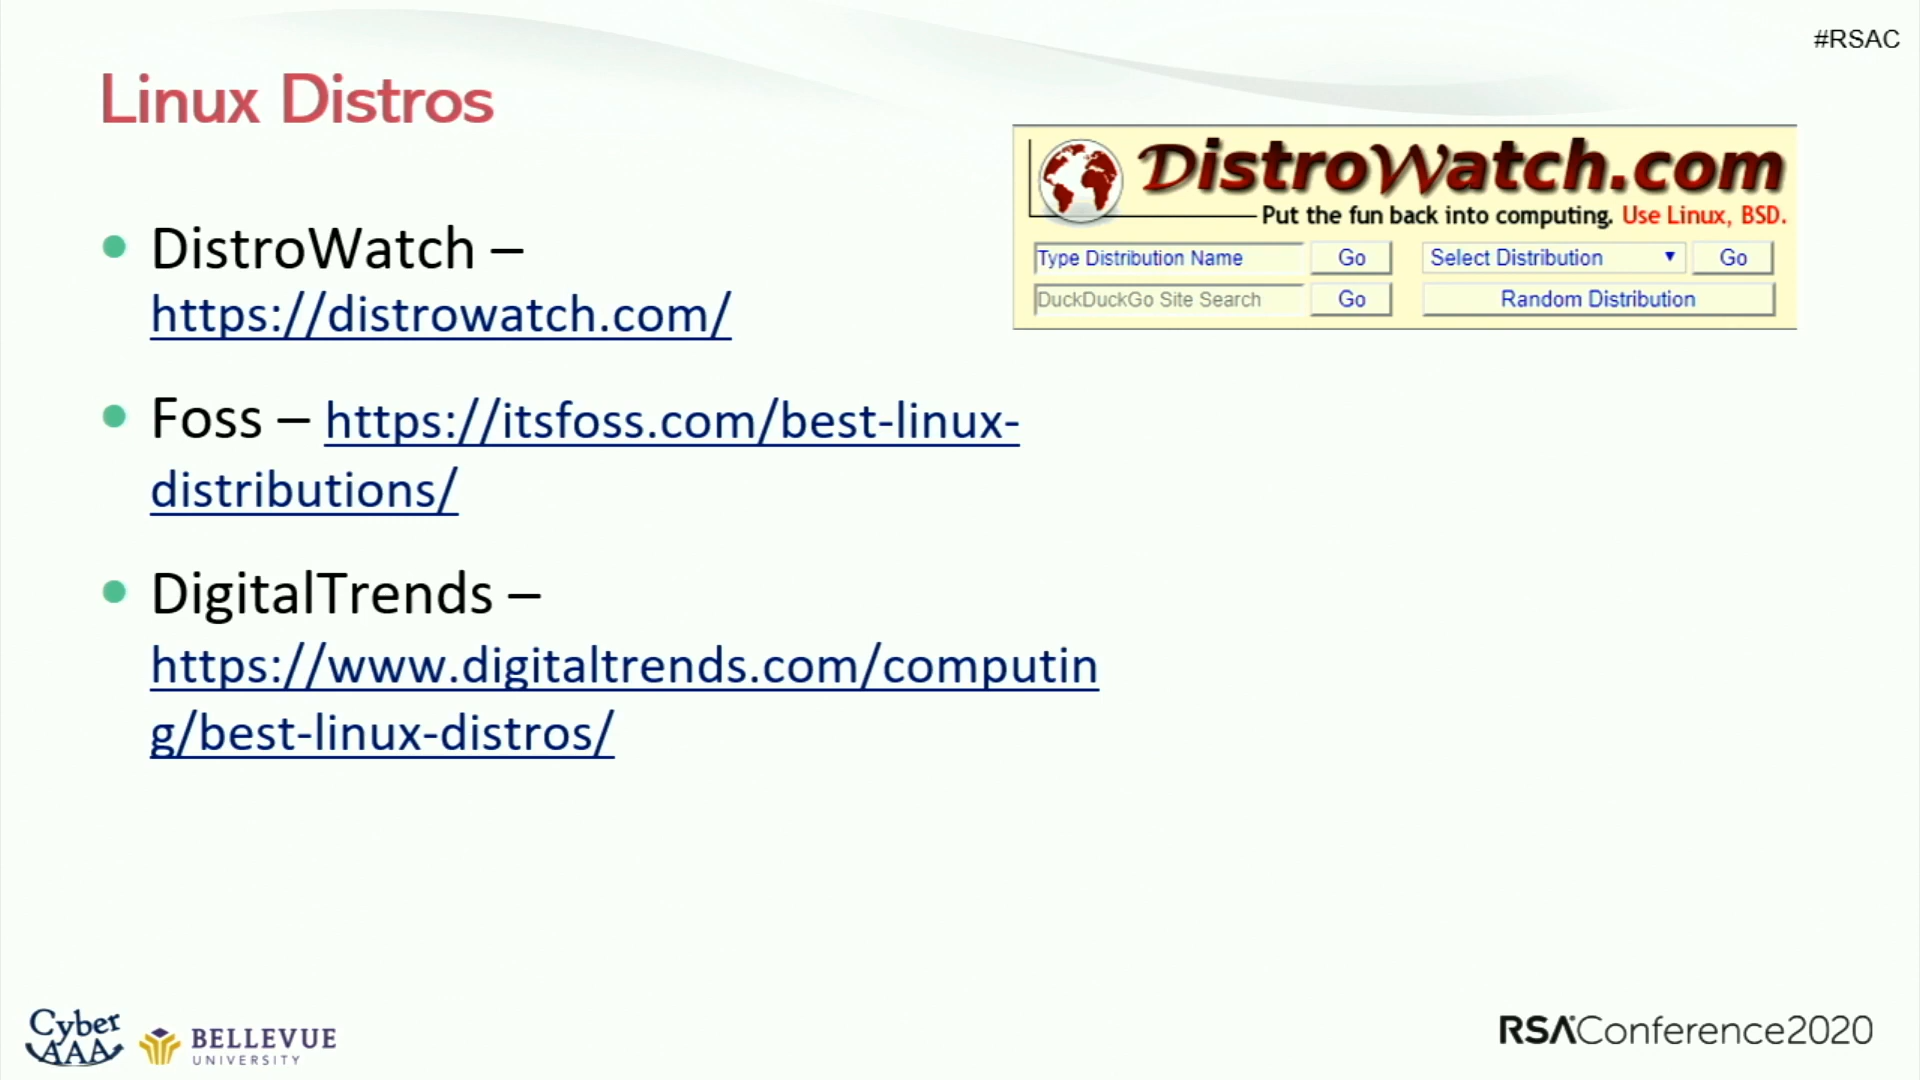 #RSAC
Linux Distros
DistroWatch.com
Put the fun back into computing. Use Linux, BSD.
Type Distribution Name Go Select Distribution Go
DuckDuckGo Site Search Go Random Distribution
DistroWatch –
https://distrowatch.com/
Foss – https://itsfoss.com/best-linux-
distributions/
DigitalTrends –
https://www.digitaltrends.com/computin
g/best-linux-distros/
Cyber
AAA
BELLEVUE
UNIVERSITY
RSAConference2020